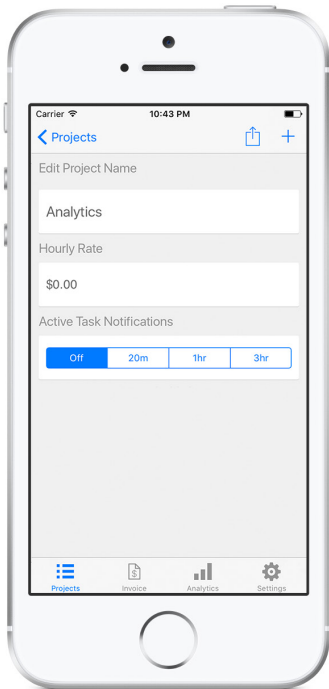 Carrier 10:43 PM
Projects
Edit Project Name
Analytics
Hourly Rate
$0.00
Active Task Notifications
Off 20m 1hr 3hr
Projects Invoice Analytics Settings